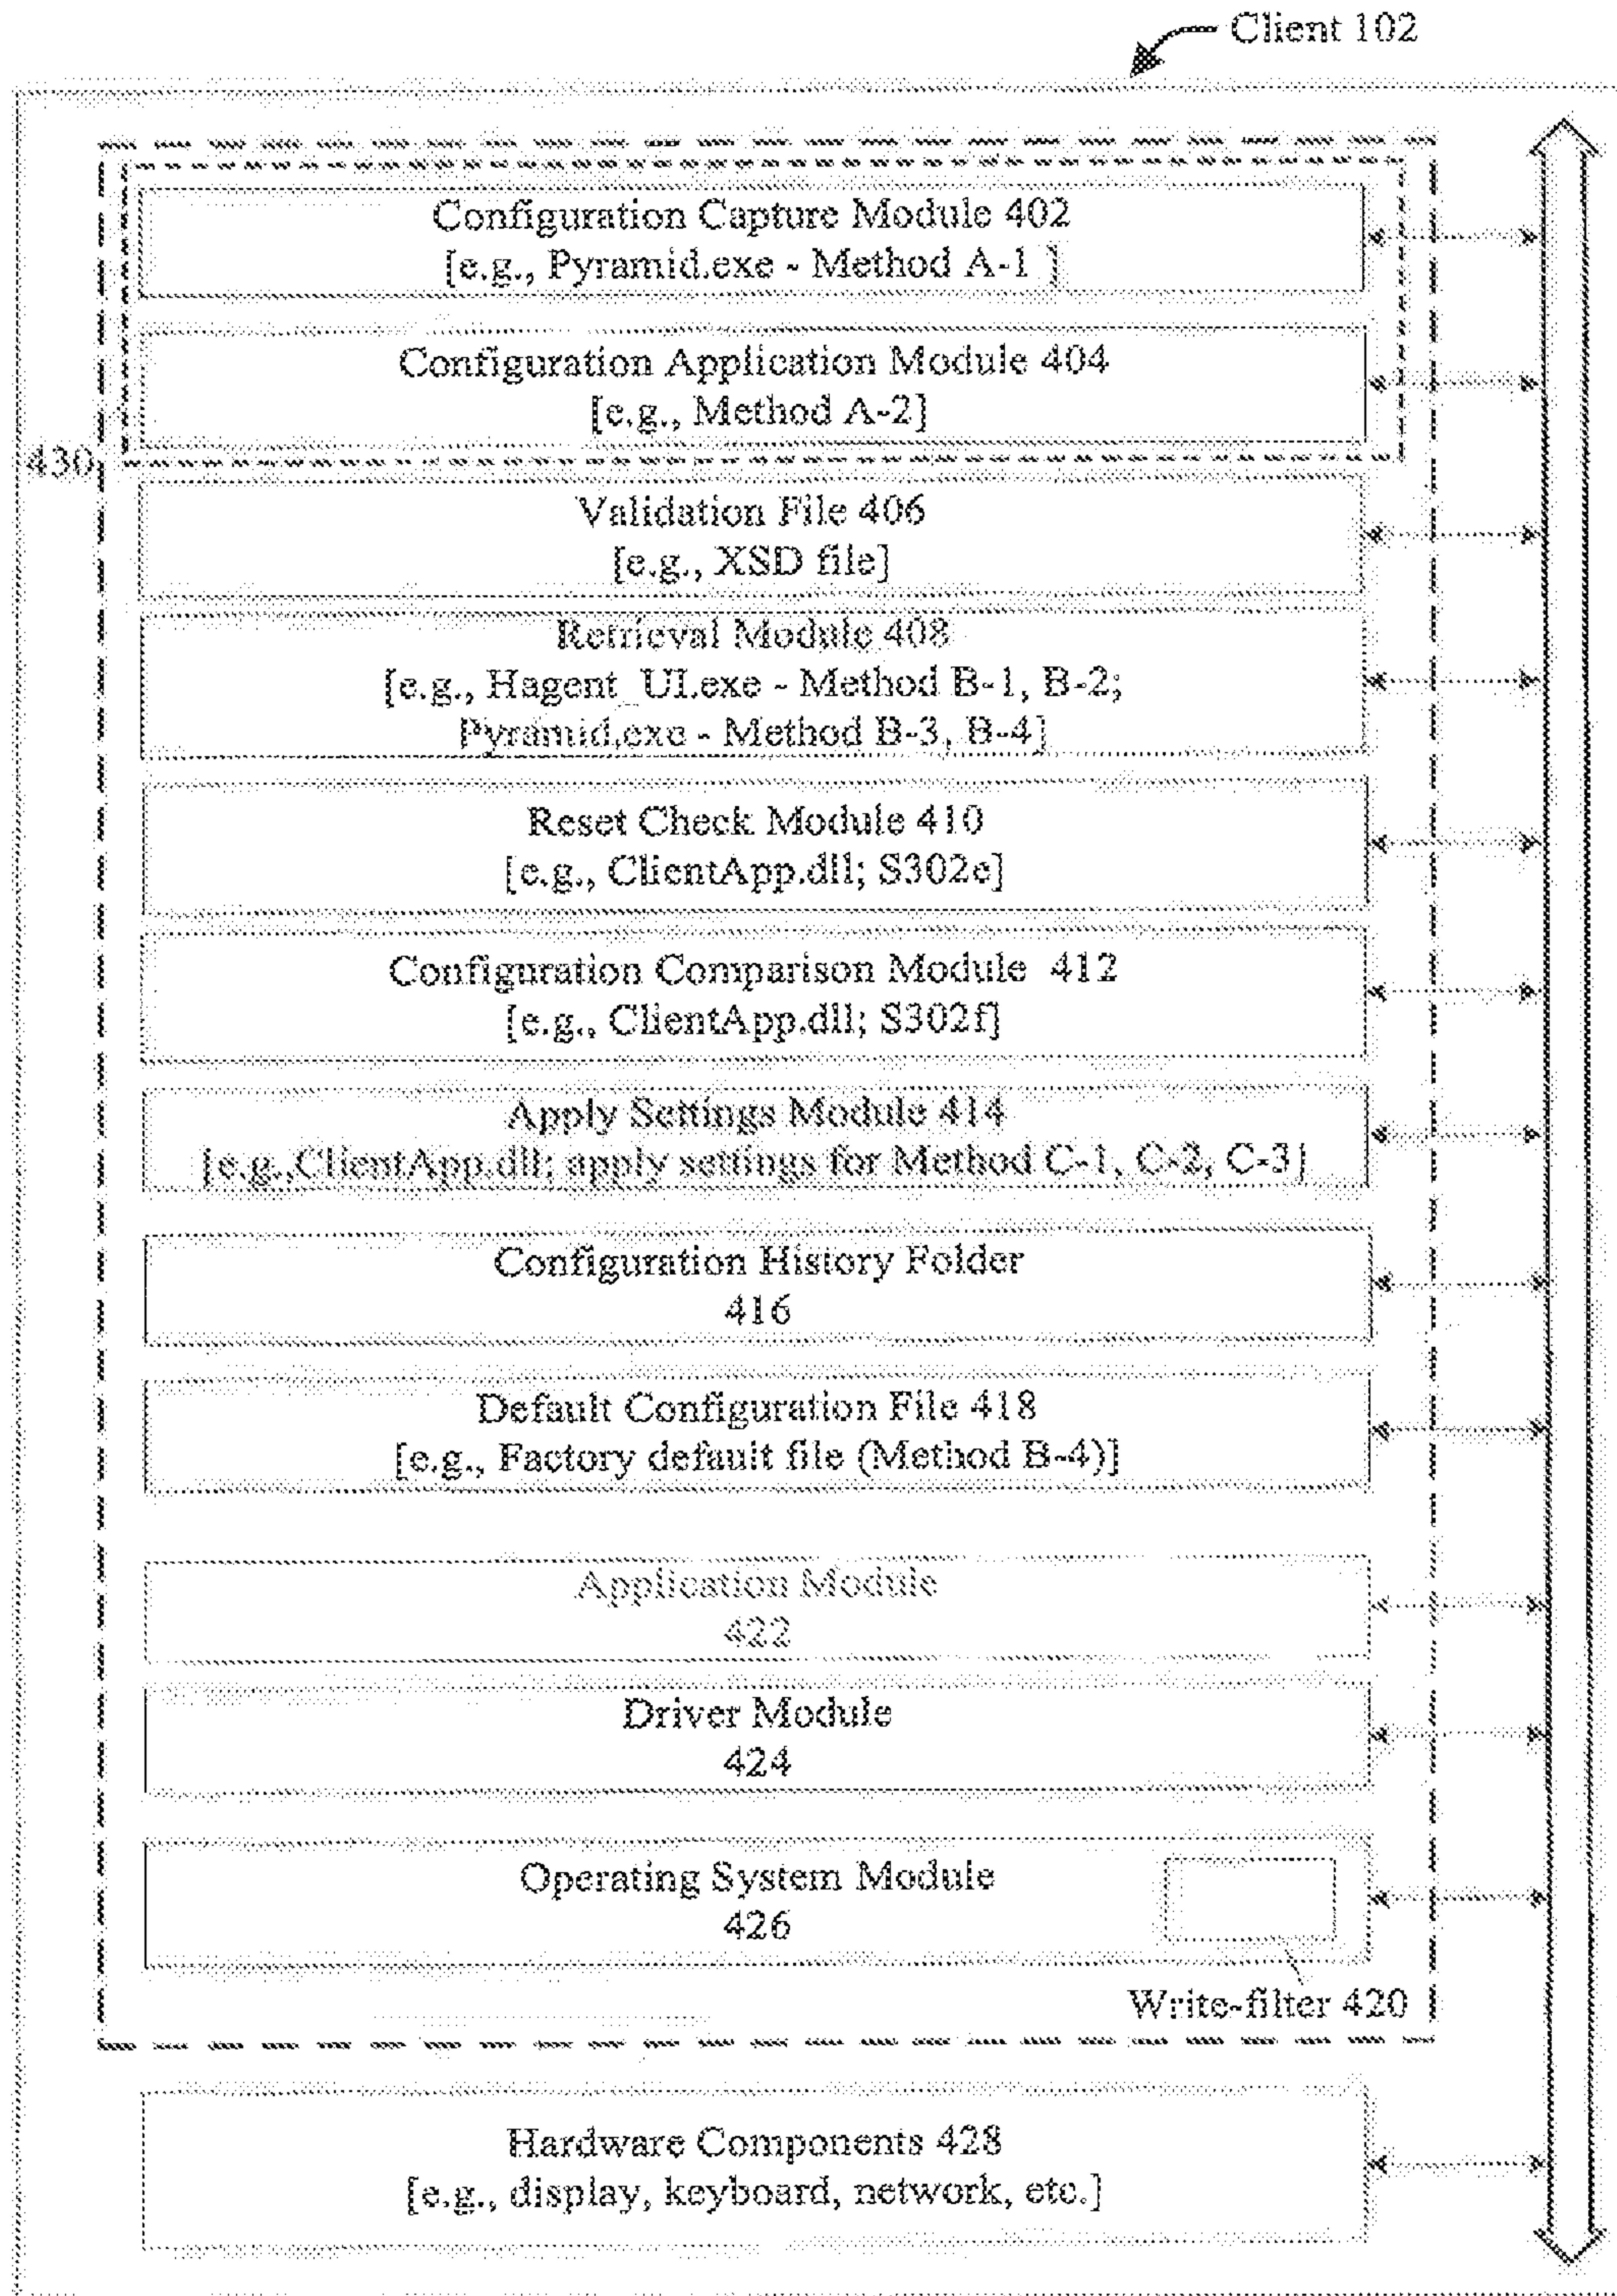 Client 102
Configuration Capture Module 402
[e.g., Pyramid.exe - Method A-1 ]
Configuration Application Module 404
[e.g., Method A-2]
430
Validation File 406
[e.g., XSD file]
Retrieval Module 408
[e.g., Hagent_UI.exe - Method B-1, B-2;
Pyramid.exe - Method B-3, B-4]
Reset Check Module 410
[e.g., ClientApp.dll; S302e]
Configuration Comparison Module 412
[e.g., ClientApp.dll; S302f]
Apply Settings Module 414
[e.g.,ClientApp.dll; apply settings for Method C-1, C-2, C-3]
Configuration History Folder
416
Default Configuration File 418
[e.g., Factory default file (Method B-4)]
Application Module
422
Driver Module
424
Operating System Module
426
Write-filter 420
Hardware Components 428
[e.g., display, keyboard, network, etc.]